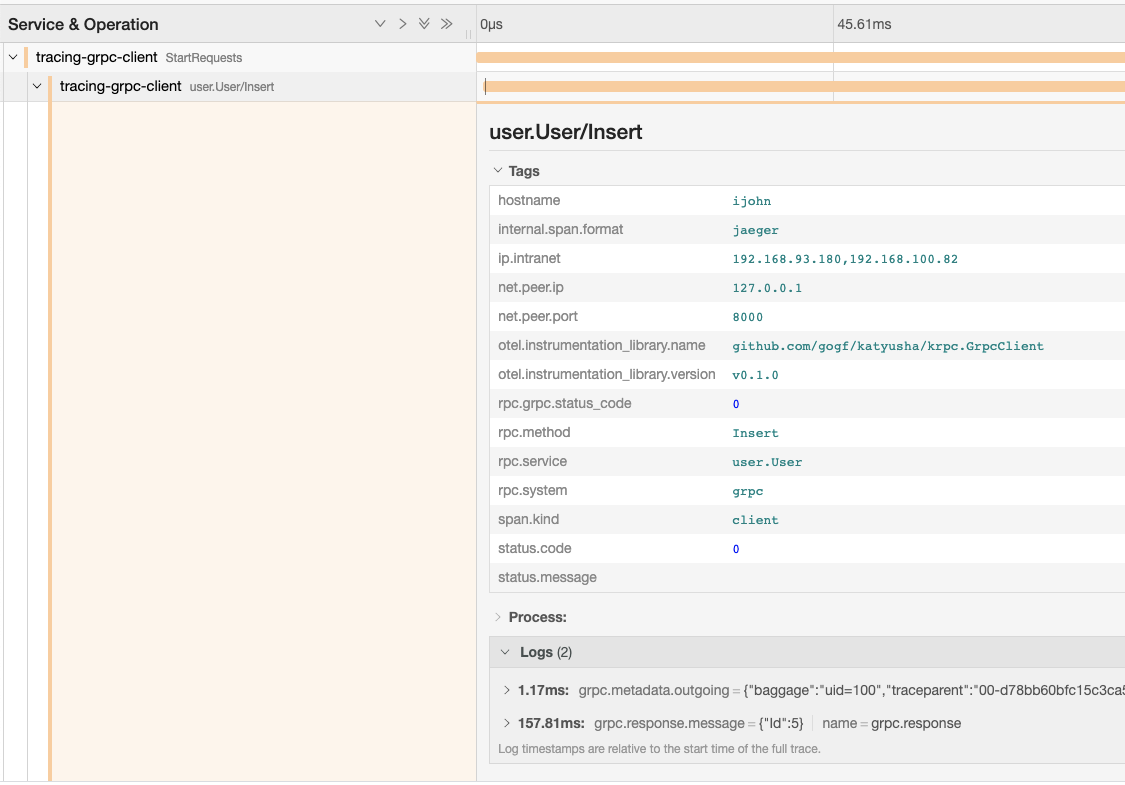 Service & Operation 0μs 45.61ms
tracing-grpc-client StartRequests
tracing-grpc-client user.User/Insert
user.User/Insert
Tags
hostname ijohn
internal.span.format jaeger
ip.intranet 192.168.93.180,192.168.100.82
net.peer.ip 127.0.0.1
net.peer.port 8000
otel.instrumentation_library.name github.com/gogf/katyusha/krpc.GrpcClient
otel.instrumentation_library.version v0.1.0
rpc.grpc.status_code 0
rpc.method Insert
rpc.service user.User
rpc.system grpc
span.kind client
status.code 0
status.message
Process:
Logs (2)
1.17ms: grpc.metadata.outgoing = {"baggage":"uid=100","traceparent":"00-d78bb60bfc15c3ca5
157.81ms: grpc.response.message = {"Id":5} name = grpc.response
Log timestamps are relative to the start time of the full trace.